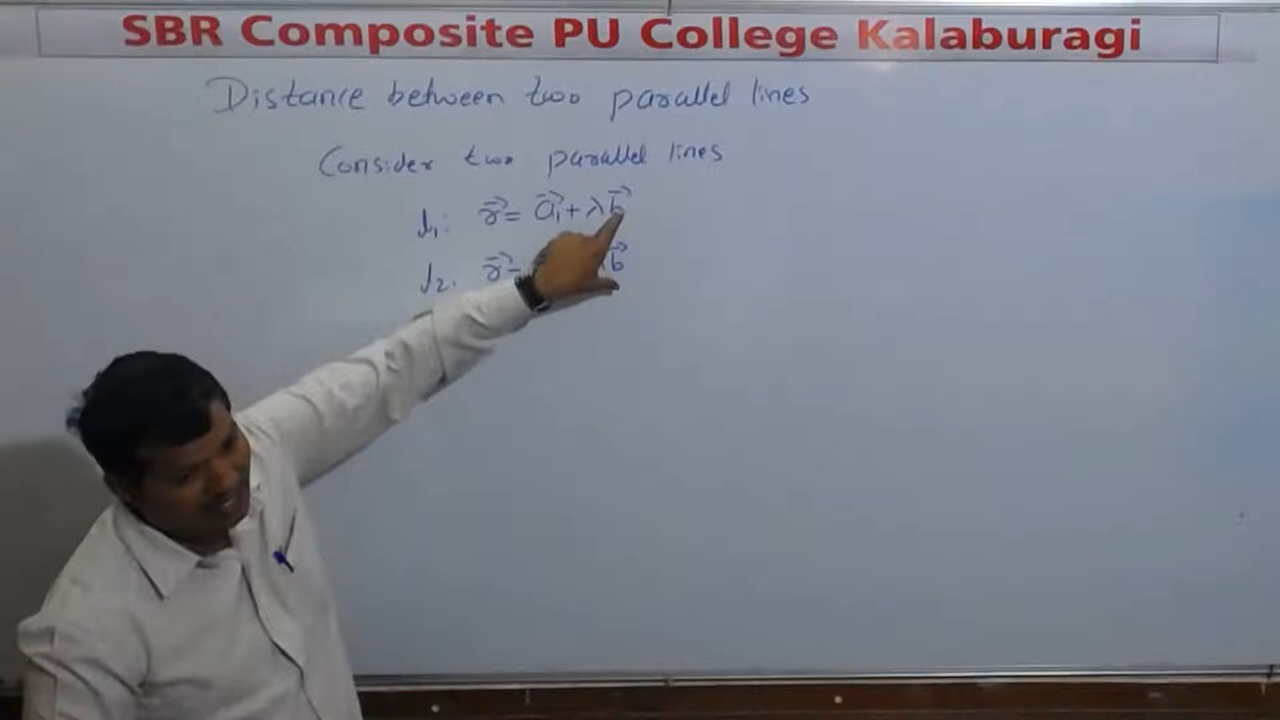 SBR Composite PU College Kalaburagi
Distance between two parallel lines
Consider two parallel lines
l₁: r⃗ = a⃗₁ + λb⃗
l₂: r⃗ = b⃗